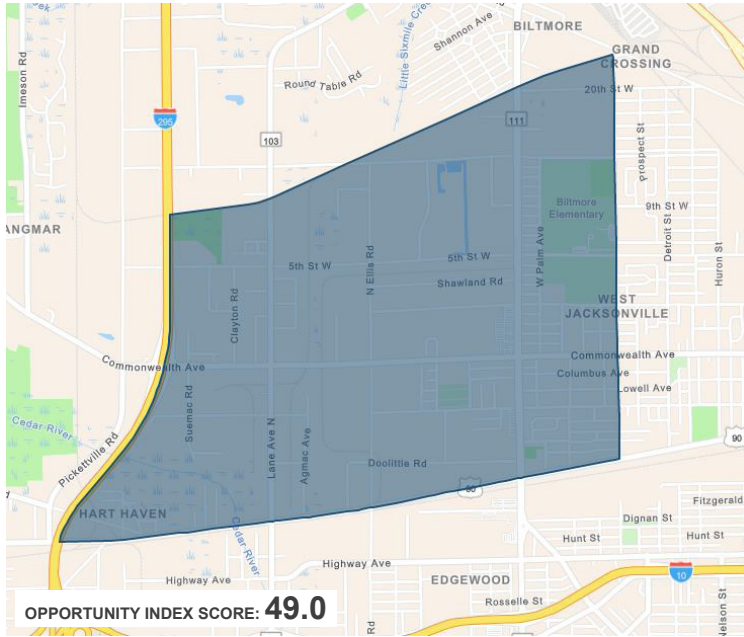 Imeson Rd
Little Sixmile Cree
Shannon Ave
BILTMORE
GRAND
CROSSING
Round Table Rd
20th St W
295
103
111
Prospect St
Biltmore
Elementary
9th St W
Detroit St
Huron St
ANGMAR
5th St W
N Ellis Rd
5th St W
W Palm Ave
Shawland Rd
Clayton Rd
WEST
JACKSONVILLE
Commonwealth Ave
Commonwealth Ave
Columbus Ave
Lowell Ave
Suemac Rd
Cedar River
Pickettville Rd
Lane Ave N
Agmac Ave
Doolittle Rd
90
90
HART HAVEN
Cedar River
Fitzgerald
Dignan St
Hunt St
Hunt St
Highway Ave
Highway Ave
EDGEWOOD
10
Rosselle St
Nelson St
Rd
OPPORTUNITY INDEX SCORE: 49.0